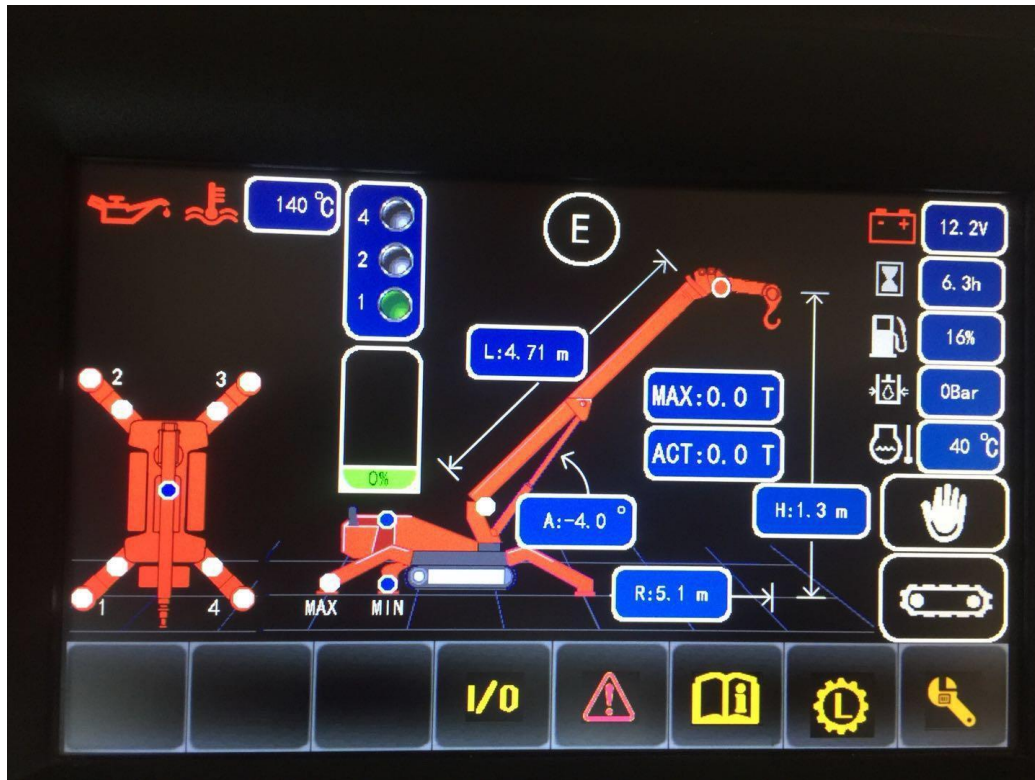 140 ℃
4
2
1
E
12.2V
6.3h
16%
0Bar
40 ℃
L:4.71 m
MAX:0.0 T
ACT:0.0 T
0%
A:-4.0 °
H:1.3 m
R:5.1 m
2
3
1
4
MAX
MIN
I/O
L